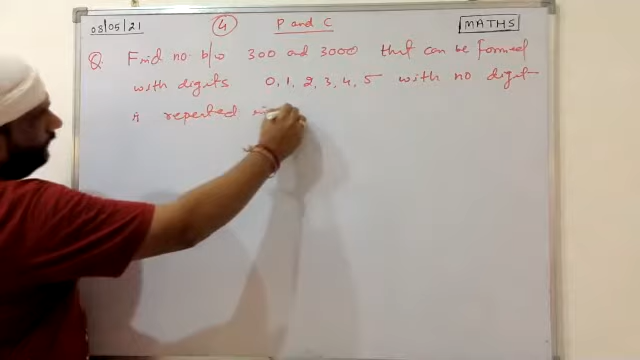 08/05/21 4 P and C MATHS
Q. Find no. b/w 300 and 3000 that can be formed
with digits 0, 1, 2, 3, 4, 5 with no digit
is repeated